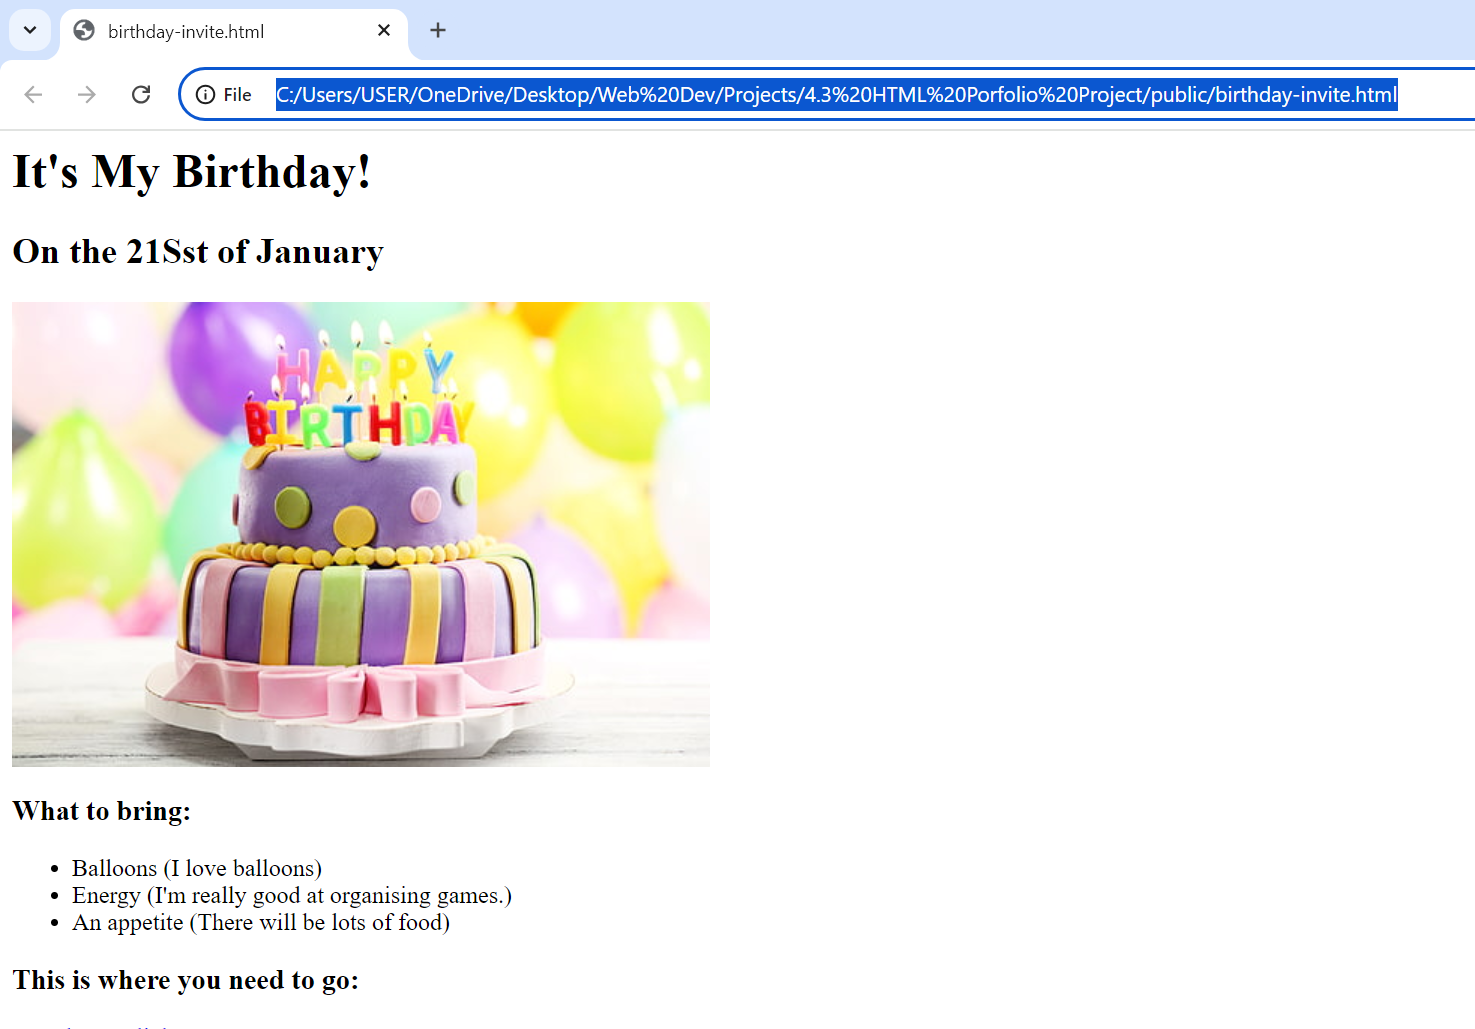 birthday-invite.html
File C:/Users/USER/OneDrive/Desktop/Web%20Dev/Projects/4.3%20HTML%20Porfolio%20Project/public/birthday-invite.html
It's My Birthday!
On the 21Sst of January
HAPPY
BIRTHDAY
What to bring:
Balloons (I love balloons)
Energy (I'm really good at organising games.)
An appetite (There will be lots of food)
This is where you need to go: